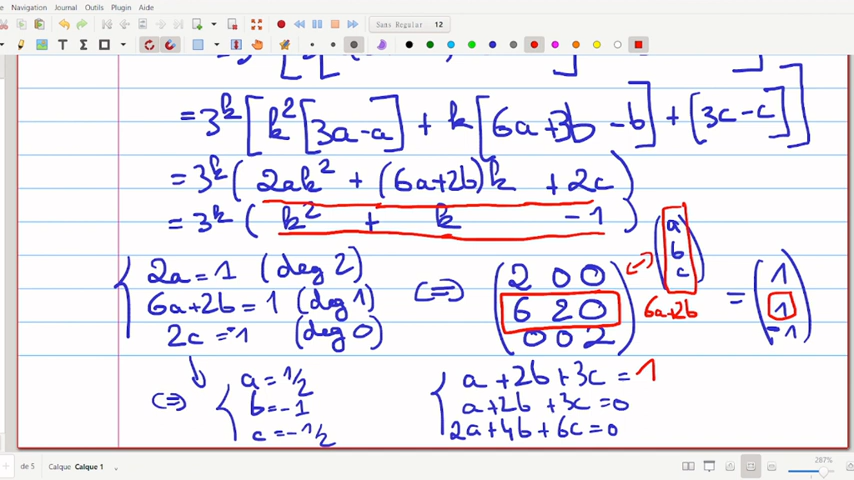 Navigation Journal Outils Plugin Aide
Sans Regular 12
= 3^k [ k² [3a-a] + k [6a+3b-b] + [3c-c] ]
= 3^k ( 2ak² + (6a+2b)k + 2c )
= 3^k ( k² + k - 1 )
{ 2a = 1 (deg 2)
6a+2b = 1 (deg 1)
2c = -1 (deg 0)
<=> ( 2 0 0
6 2 0
0 0 2 )
( a
b
c )
6a+2b
= ( 1
1
-1 )
<=> { a = 1/2
b = -1
c = -1/2
{ a + 2b + 3c = 1
a + 2b + 3c = 0
2a + 4b + 6c = 0
de 5 Calque Calque 1
287%